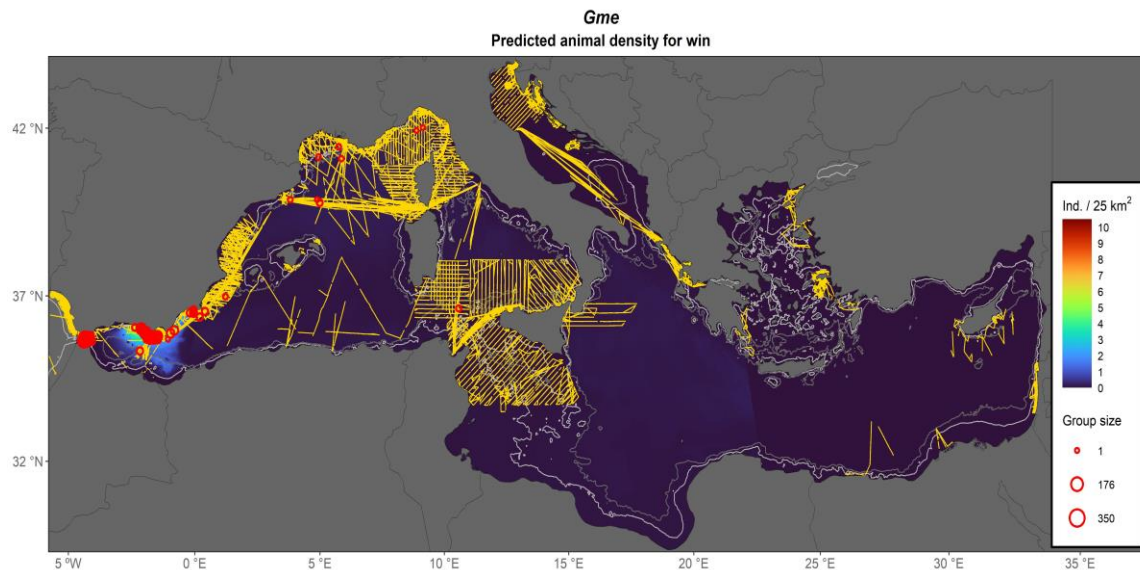 Gme
Predicted animal density for win
42 °N
37 °N
32 °N
5 °W
0 °E
5 °E
10 °E
15 °E
20 °E
25 °E
30 °E
35 °E
Ind. / 25 km²
10
9
8
7
6
5
4
3
2
1
0
Group size
1
176
350